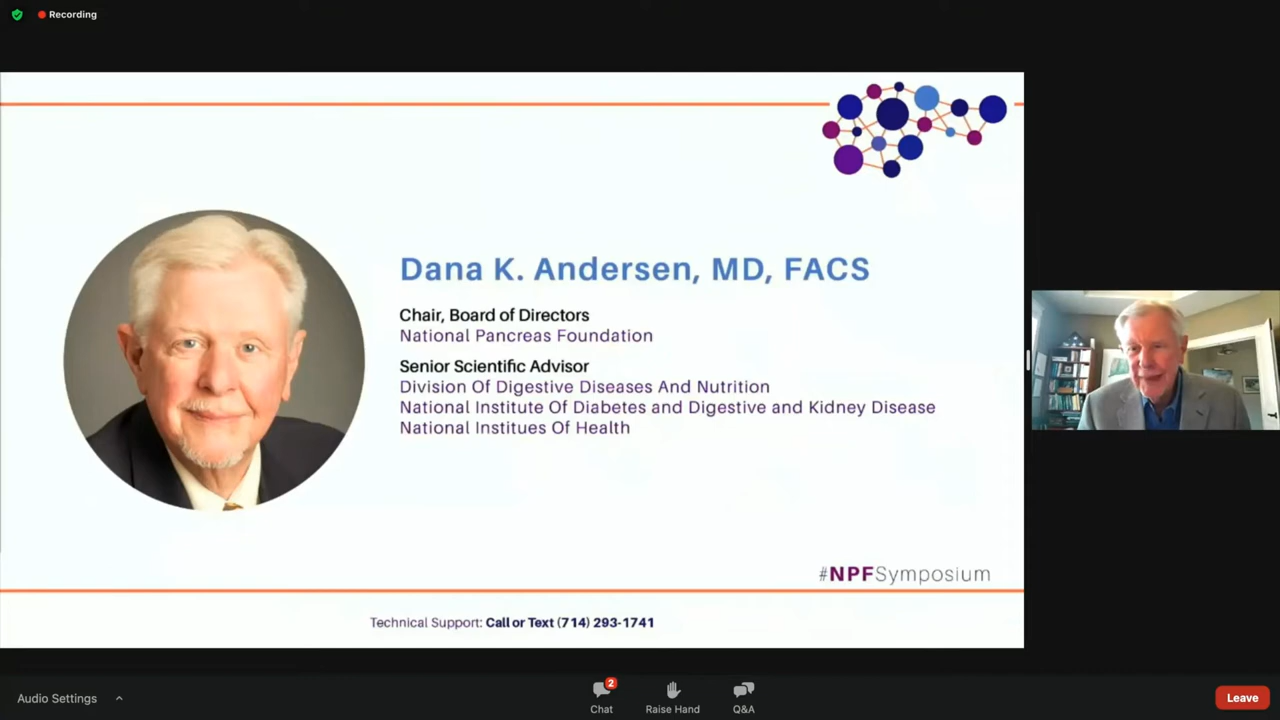 Recording
Dana K. Andersen, MD, FACS
Chair, Board of Directors
National Pancreas Foundation
Senior Scientific Advisor
Division Of Digestive Diseases And Nutrition
National Institute Of Diabetes and Digestive and Kidney Disease
National Institues Of Health
#NPFSymposium
Technical Support: Call or Text (714) 293-1741
Audio Settings
2
Chat
Raise Hand
Q&A
Leave